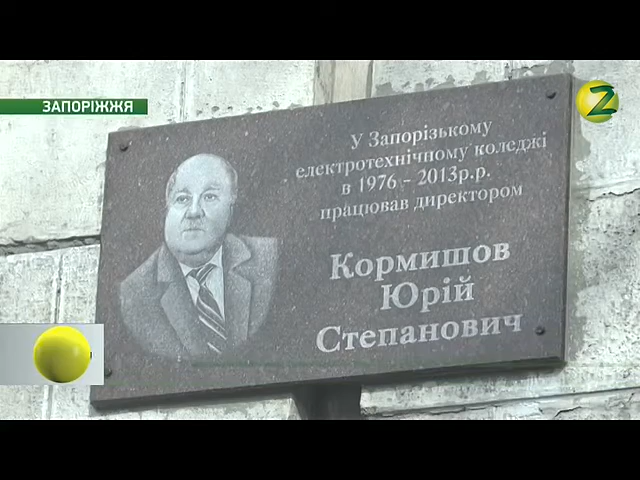 ЗАПОРІЖЖЯ
Z
У Запорізькому
електротехнічному коледжі
в 1976 - 2013р.р.
працював директором
Кормишов
Юрій
Степанович